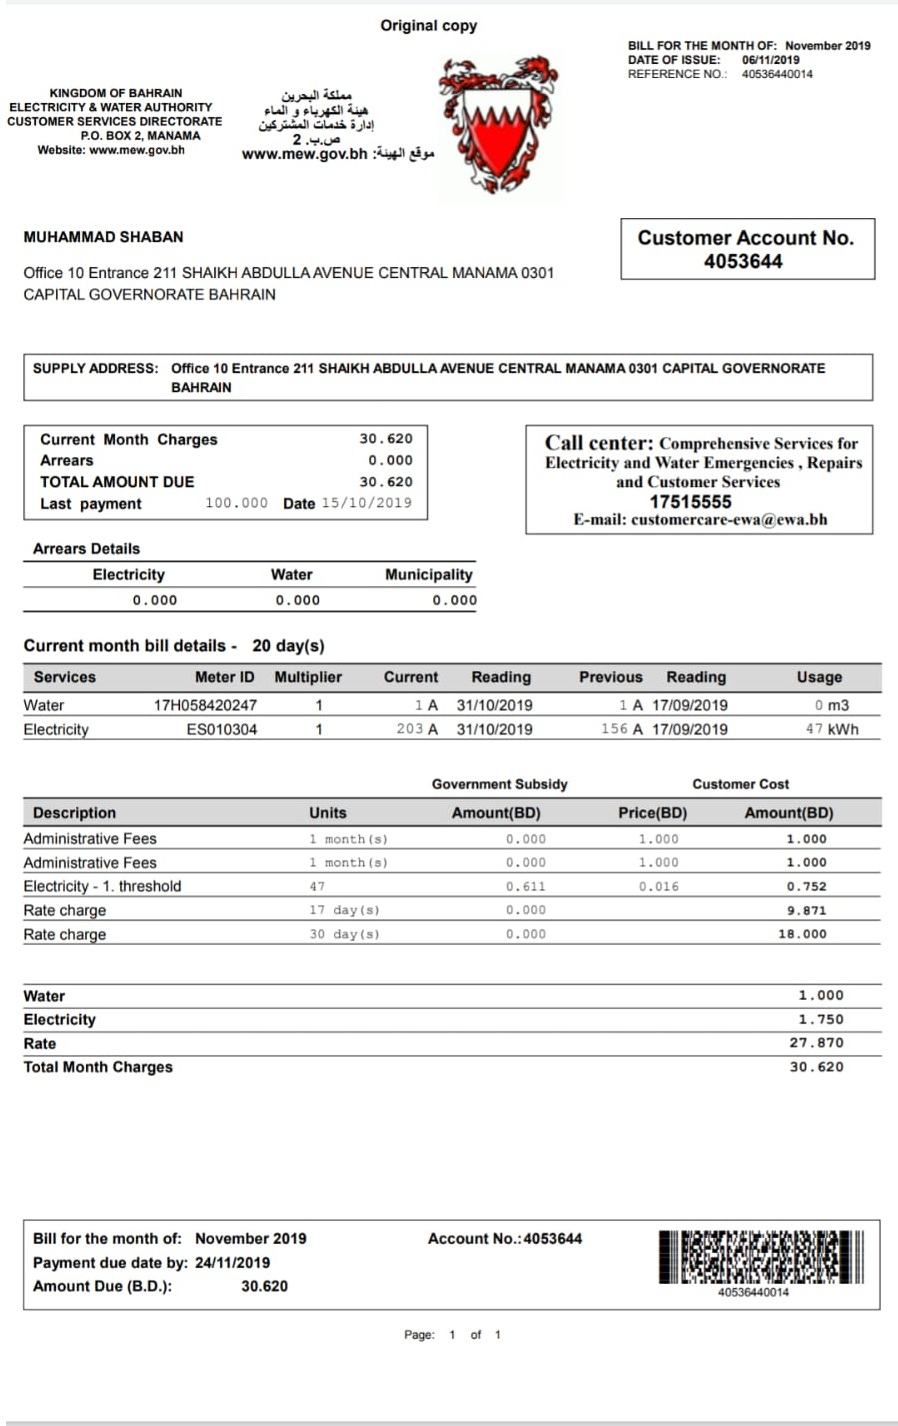 Original copy
BILL FOR THE MONTH OF: November 2019
DATE OF ISSUE: 06/11/2019
REFERENCE NO.: 40536440014
KINGDOM OF BAHRAIN
ELECTRICITY & WATER AUTHORITY
CUSTOMER SERVICES DIRECTORATE
P.O. BOX 2, MANAMA
Website: www.mew.gov.bh
مملكة البحرين
هيئة الكهرباء و الماء
إدارة خدمات المشتركين
ص.ب. 2
موقع الهيئة: www.mew.gov.bh
MUHAMMAD SHABAN
Office 10 Entrance 211 SHAIKH ABDULLA AVENUE CENTRAL MANAMA 0301
CAPITAL GOVERNORATE BAHRAIN
Customer Account No.
4053644
SUPPLY ADDRESS: Office 10 Entrance 211 SHAIKH ABDULLA AVENUE CENTRAL MANAMA 0301 CAPITAL GOVERNORATE
BAHRAIN
Current Month Charges 30.620
Arrears 0.000
TOTAL AMOUNT DUE 30.620
Last payment 100.000 Date 15/10/2019
Call center: Comprehensive Services for
Electricity and Water Emergencies , Repairs
and Customer Services
17515555
E-mail: customercare-ewa@ewa.bh
Arrears Details
Electricity Water Municipality
0.000 0.000 0.000
Current month bill details - 20 day(s)
Services Meter ID Multiplier Current Reading Previous Reading Usage
Water 17H058420247 1 1 A 31/10/2019 1 A 17/09/2019 0 m3
Electricity ES010304 1 203 A 31/10/2019 156 A 17/09/2019 47 kWh
Government Subsidy Customer Cost
Description Units Amount(BD) Price(BD) Amount(BD)
Administrative Fees 1 month(s) 0.000 1.000 1.000
Administrative Fees 1 month(s) 0.000 1.000 1.000
Electricity - 1. threshold 47 0.611 0.016 0.752
Rate charge 17 day(s) 0.000 9.871
Rate charge 30 day(s) 0.000 18.000
Water 1.000
Electricity 1.750
Rate 27.870
Total Month Charges 30.620
Bill for the month of: November 2019 Account No.: 4053644
Payment due date by: 24/11/2019
Amount Due (B.D.): 30.620
40536440014
Page: 1 of 1